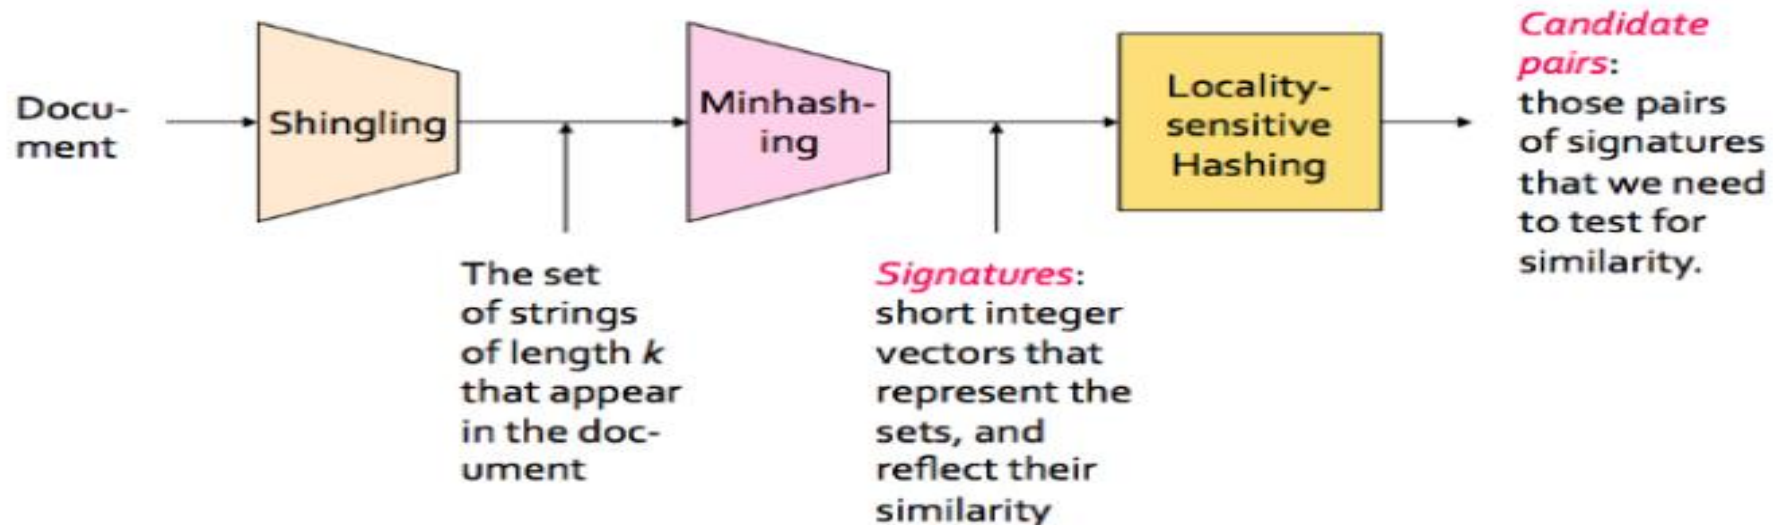 Docu-
ment
Shingling
The set
of strings
of length k
that appear
in the doc-
ument
Minhash-
ing
Signatures:
short integer
vectors that
represent the
sets, and
reflect their
similarity
Locality-
sensitive
Hashing
Candidate
pairs:
those pairs
of signatures
that we need
to test for
similarity.